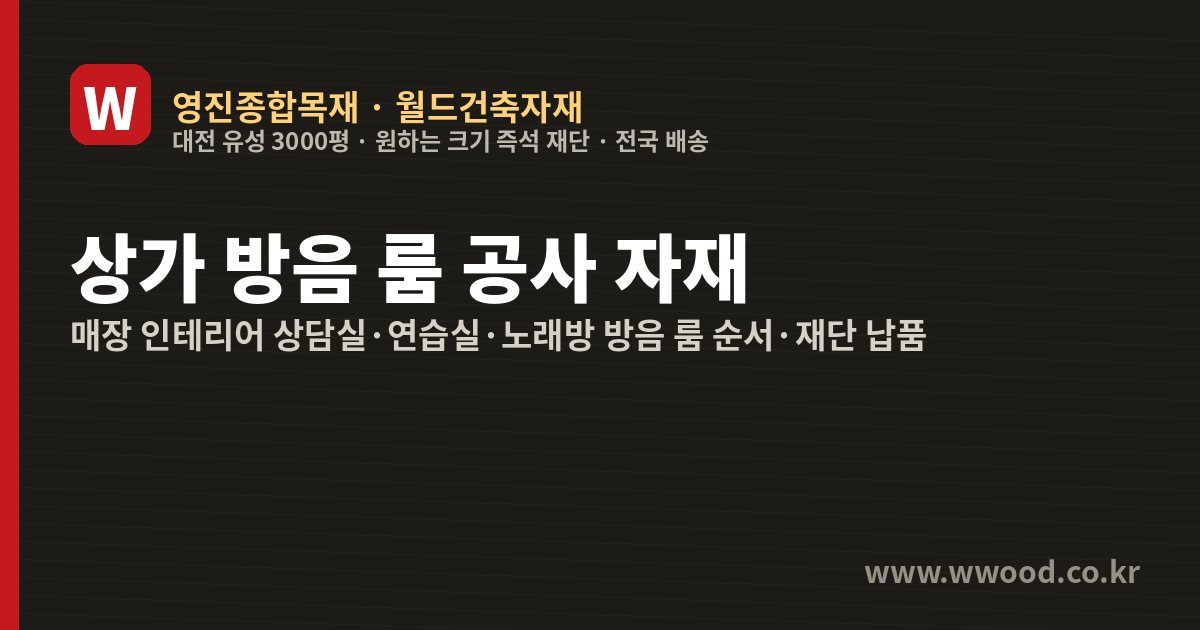 W
영진종합목재 · 월드건축자재
대전 유성 3000평 · 원하는 크기 즉석 재단 · 전국 배송
상가 방음 룸 공사 자재
매장 인테리어 상담실·연습실·노래방 방음 룸 순서·재단 납품
www.wwood.co.kr